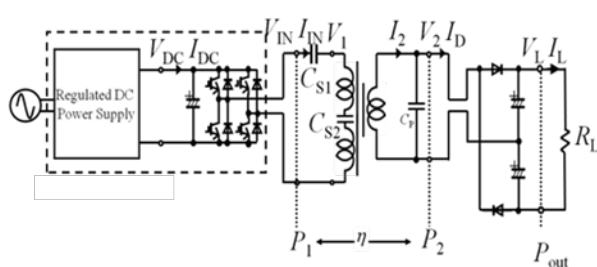 V_DC I_DC
V_IN I_IN V_1
I_2 V_2 I_D
V_L I_L
Regulated DC
Power Supply
C_S1
C_S2
C_P
R_L
P_1 η P_2
P_out